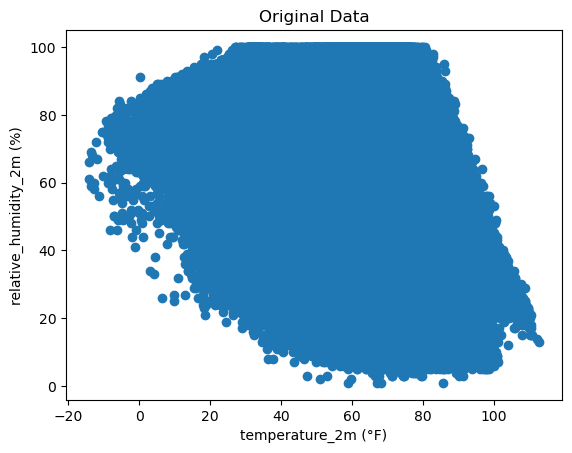 Original Data
relative_humidity_2m (%)
100
80
60
40
20
0
−20 0 20 40 60 80 100
temperature_2m (°F)